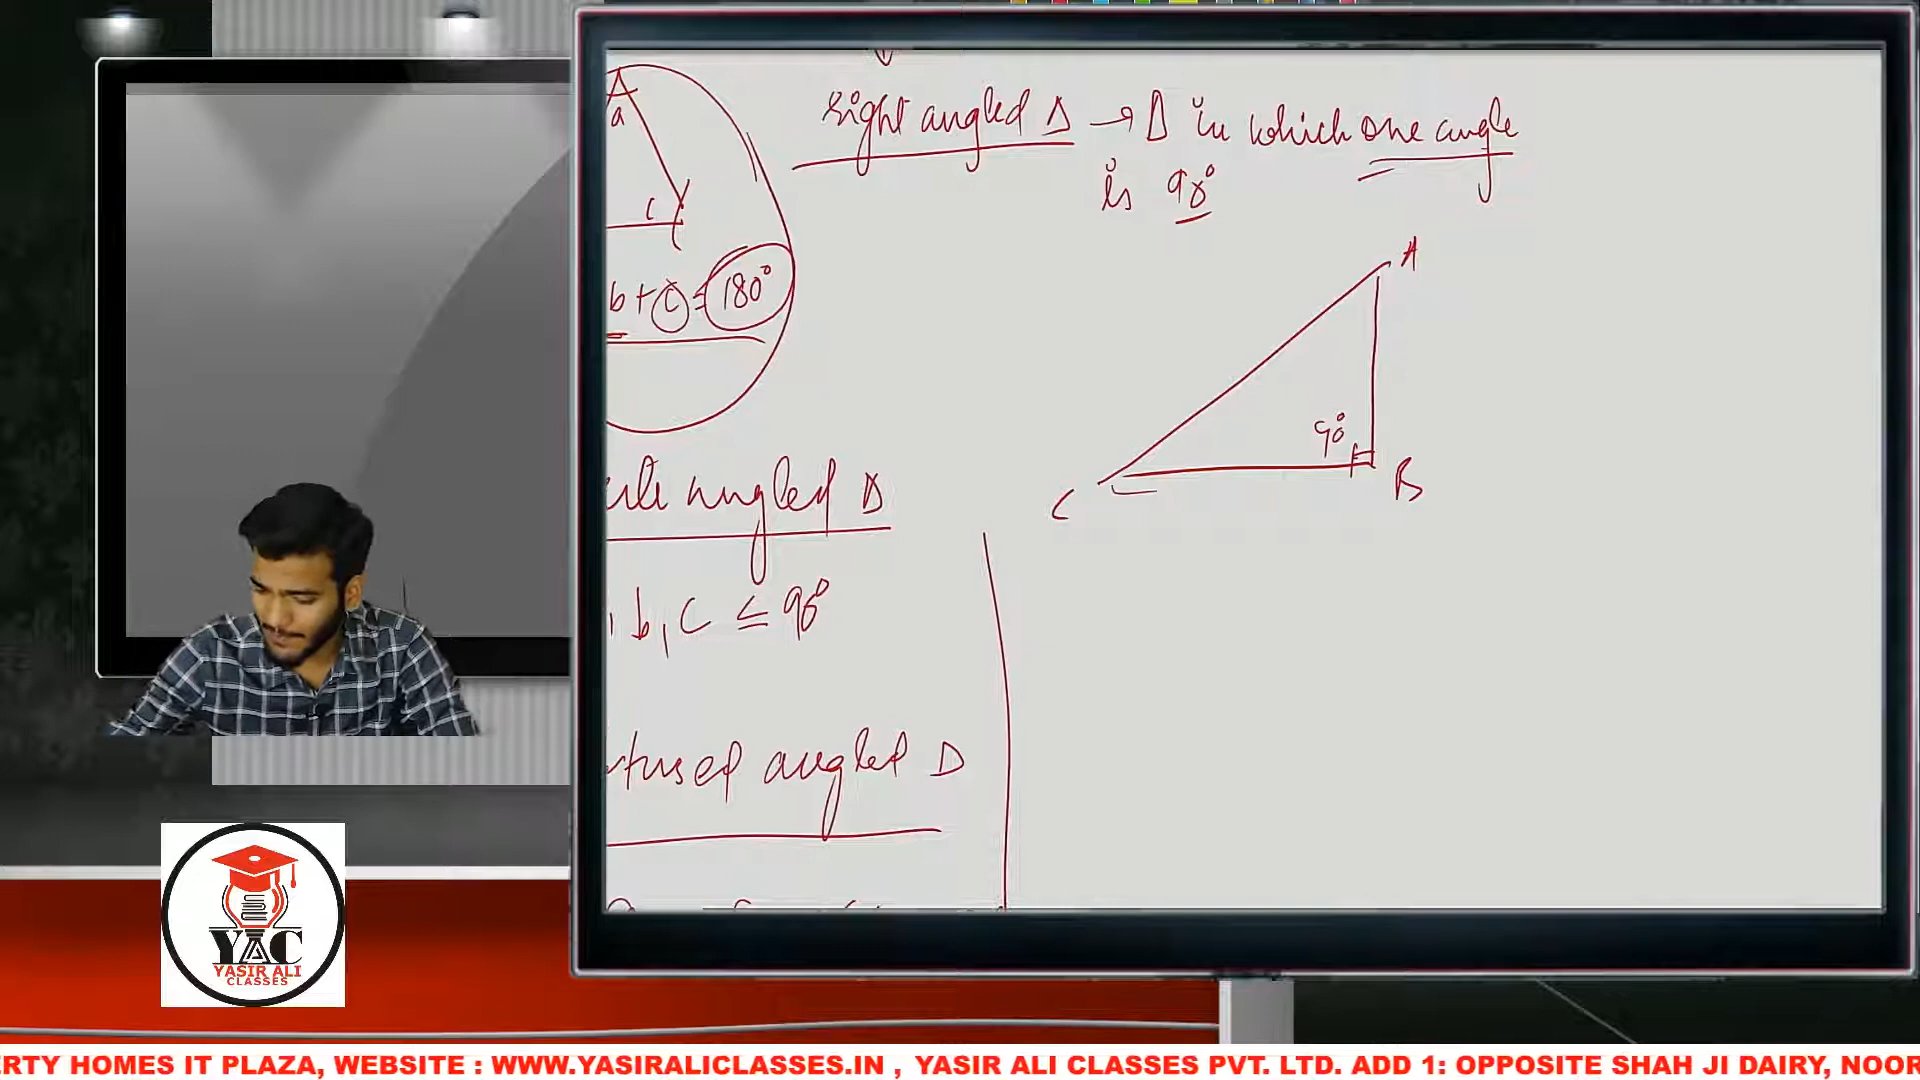 right angled Δ → Δ in which one angle
is 90°
a
c
b + c = 180°
A
90°
B
C
angled Δ
b, c ≤ 90°
angled Δ
YAC
YASIR ALI
CLASSES
ERTY HOMES IT PLAZA, WEBSITE : WWW.YASIRALICLASSES.IN , YASIR ALI CLASSES PVT. LTD. ADD 1: OPPOSITE SHAH JI DAIRY, NOOR